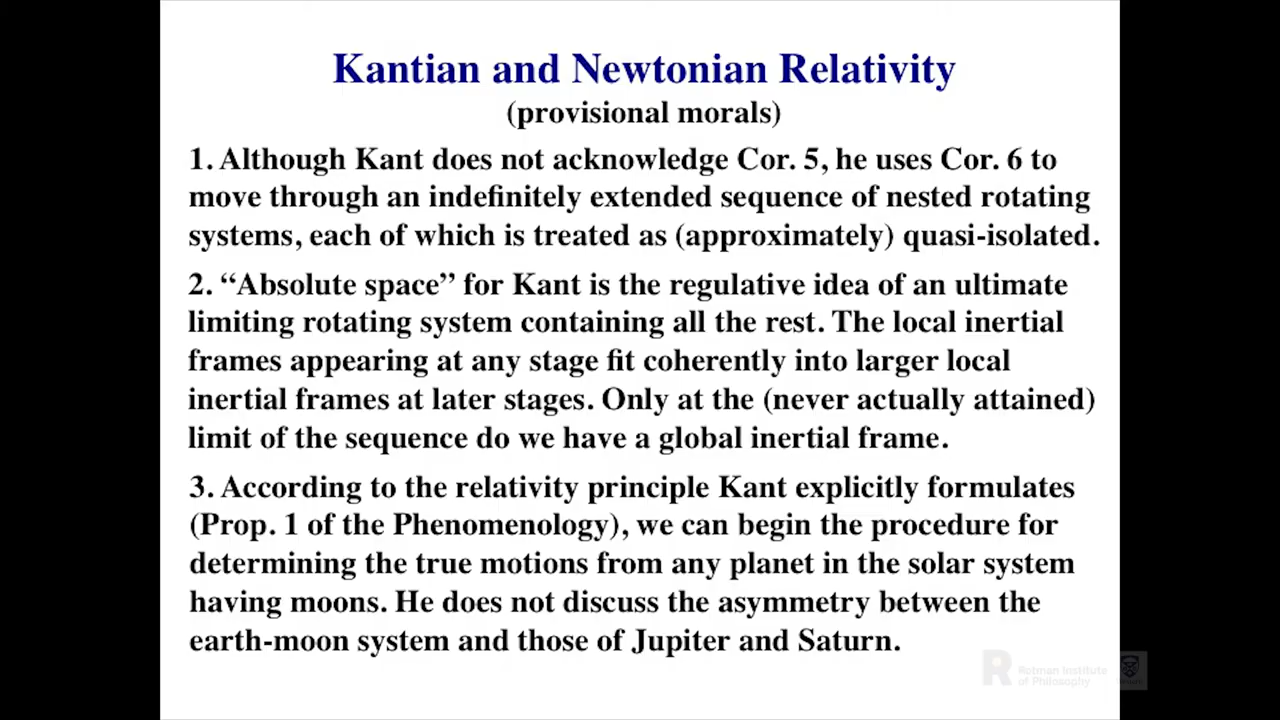 Kantian and Newtonian Relativity
(provisional morals)
1. Although Kant does not acknowledge Cor. 5, he uses Cor. 6 to
move through an indefinitely extended sequence of nested rotating
systems, each of which is treated as (approximately) quasi-isolated.
2. “Absolute space” for Kant is the regulative idea of an ultimate
limiting rotating system containing all the rest. The local inertial
frames appearing at any stage fit coherently into larger local
inertial frames at later stages. Only at the (never actually attained)
limit of the sequence do we have a global inertial frame.
3. According to the relativity principle Kant explicitly formulates
(Prop. 1 of the Phenomenology), we can begin the procedure for
determining the true motions from any planet in the solar system
having moons. He does not discuss the asymmetry between the
earth-moon system and those of Jupiter and Saturn.
R
Rotman Institute
of Philosophy